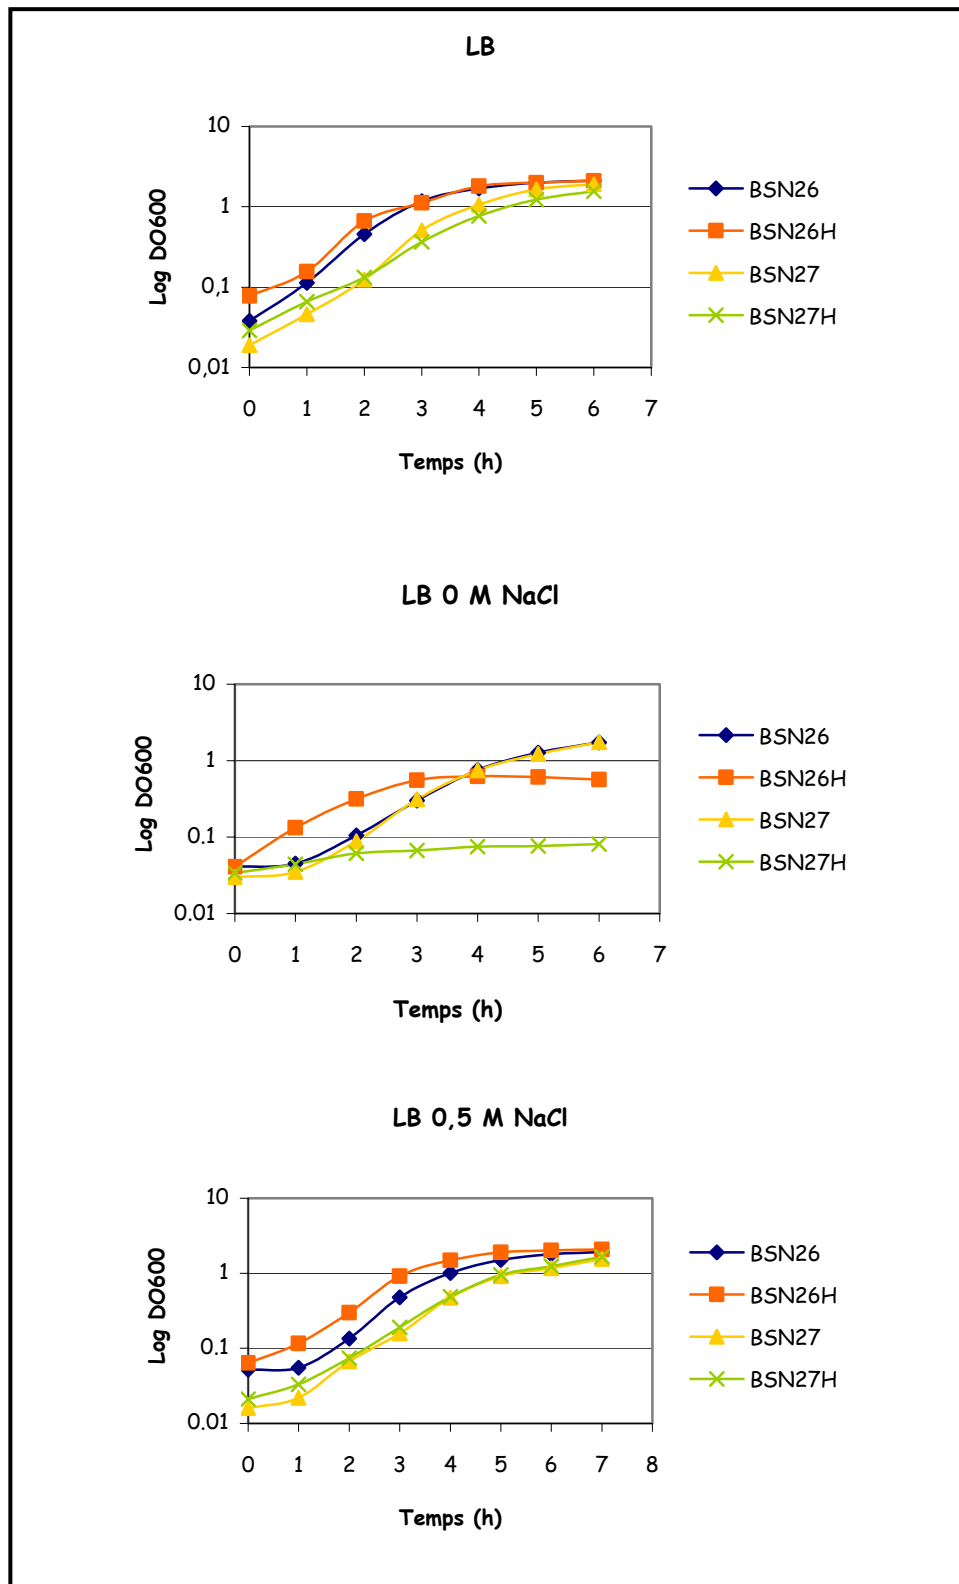 LB
10
1
0,1
0,01
0 1 2 3 4 5 6 7
Log DO600
Temps (h)
BSN26
BSN26H
BSN27
BSN27H
LB 0 M NaCl
10
1
0.1
0.01
0 1 2 3 4 5 6 7
Log DO600
Temps (h)
BSN26
BSN26H
BSN27
BSN27H
LB 0,5 M NaCl
10
1
0.1
0.01
0 1 2 3 4 5 6 7 8
Log DO600
Temps (h)
BSN26
BSN26H
BSN27
BSN27H